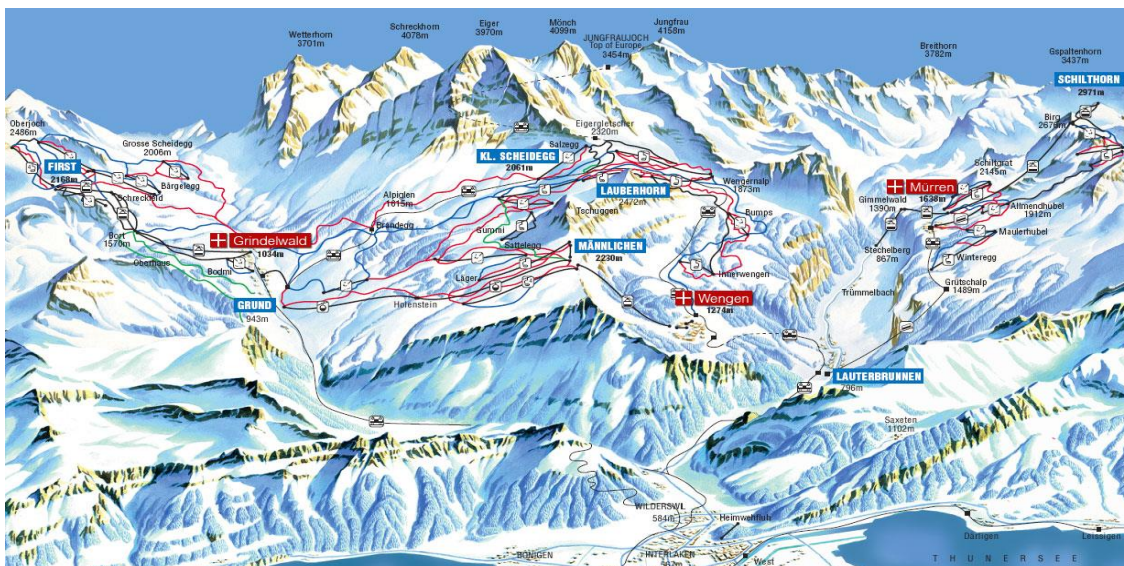 Wetterhorn
3701m
Schreckhorn
4078m
Eiger
3970m
Mönch
4099m
JUNGFRAUJOCH
Top of Europe
3454m
Jungfrau
4158m
Breithorn
3782m
Gspaltenhorn
3437m
SCHILTHORN
2971m
Oberjoch
2486m
Grosse Scheidegg
2006m
FIRST
2168m
Bärgelegg
Schreckfeld
Bort
1570m
Oberhaus
Bodmi
Grindelwald
1034m
GRUND
943m
Alpiglen
1615m
Brandegg
Eigergletscher
2320m
Salzegg
KL. SCHEIDEGG
2061m
LAUBERHORN
2472m
Wengernalp
1873m
Tschuggen
Gummi
Sattelegg
MÄNNLICHEN
2230m
Läger
Holenstein
Bumps
Innerwengen
Wengen
1274m
Birg
2676m
Schiltgrat
2145m
Mürren
1638m
Gimmelwald
1390m
Allmendhubel
1912m
Maulerhubel
Stechelberg
867m
Winteregg
Grütschalp
1489m
Trümmelbach
LAUTERBRUNNEN
796m
Saxeten
1102m
WILDERSWIL
584m
Heimwehfluh
BÖNIGEN
INTERLAKEN
567m
West
Därligen
Leissigen
THUNERSEE